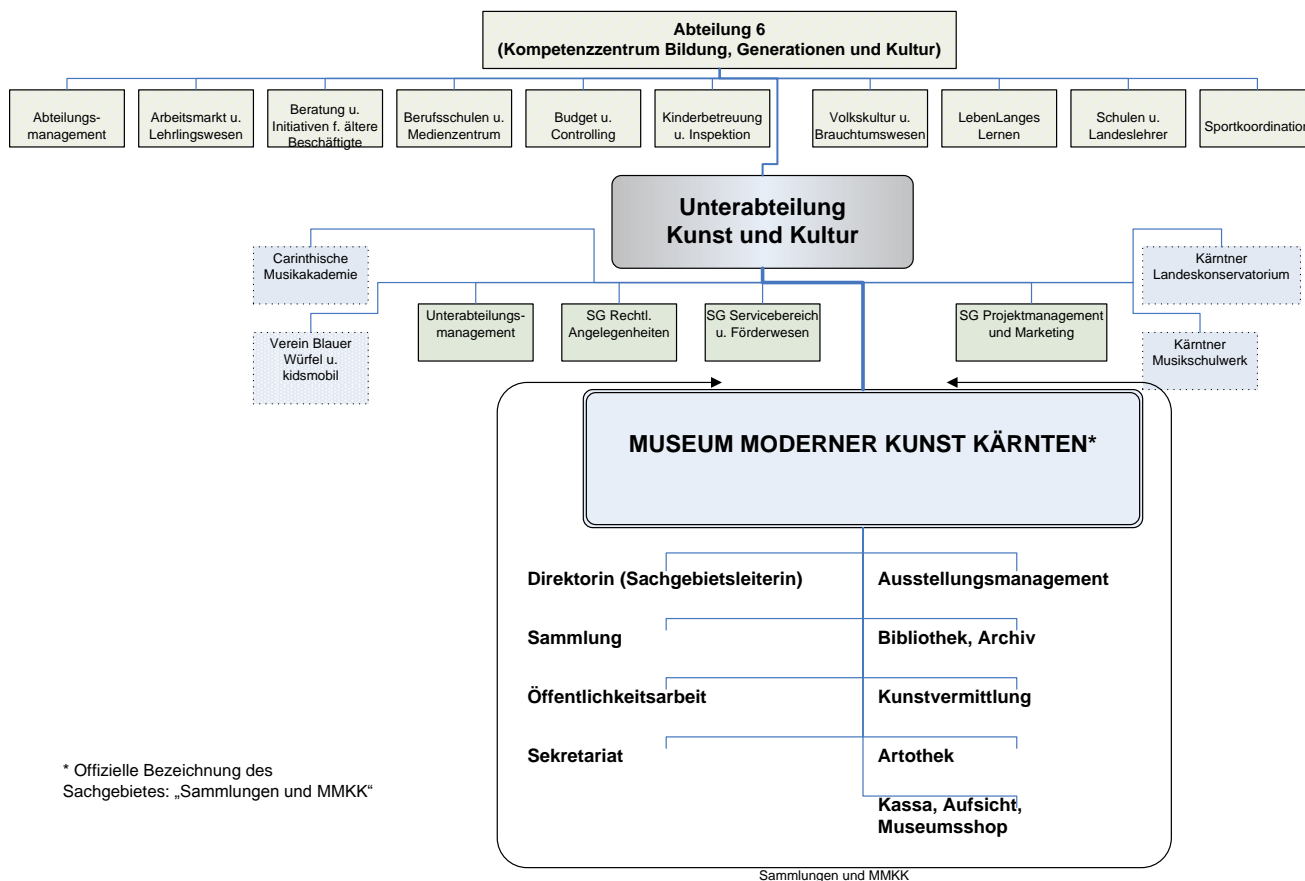 Abteilung 6
(Kompetenzzentrum Bildung, Generationen und Kultur)
Abteilungs-
management
Arbeitsmarkt u.
Lehrlingswesen
Beratung u.
Initiativen f. ältere
Beschäftigte
Berufsschulen u.
Medienzentrum
Budget u.
Controlling
Kinderbetreuung
u. Inspektion
Volkskultur u.
Brauchtumswesen
LebenLanges
Lernen
Schulen u.
Landeslehrer
Sportkoordination
Unterabteilung
Kunst und Kultur
Carinthische
Musikakademie
Kärntner
Landeskonservatorium
Verein Blauer
Würfel u.
kidsmobil
Unterabteilungs-
management
SG Rechtl.
Angelegenheiten
SG Servicebereich
u. Förderwesen
SG Projektmanagement
und Marketing
Kärntner
Musikschulwerk
MUSEUM MODERNER KUNST KÄRNTEN*
Direktorin (Sachgebietsleiterin)
Ausstellungsmanagement
Sammlung
Bibliothek, Archiv
Öffentlichkeitsarbeit
Kunstvermittlung
Sekretariat
Artothek
Kassa, Aufsicht,
Museumsshop
* Offizielle Bezeichnung des
Sachgebietes: „Sammlungen und MMKK“
Sammlungen und MMKK